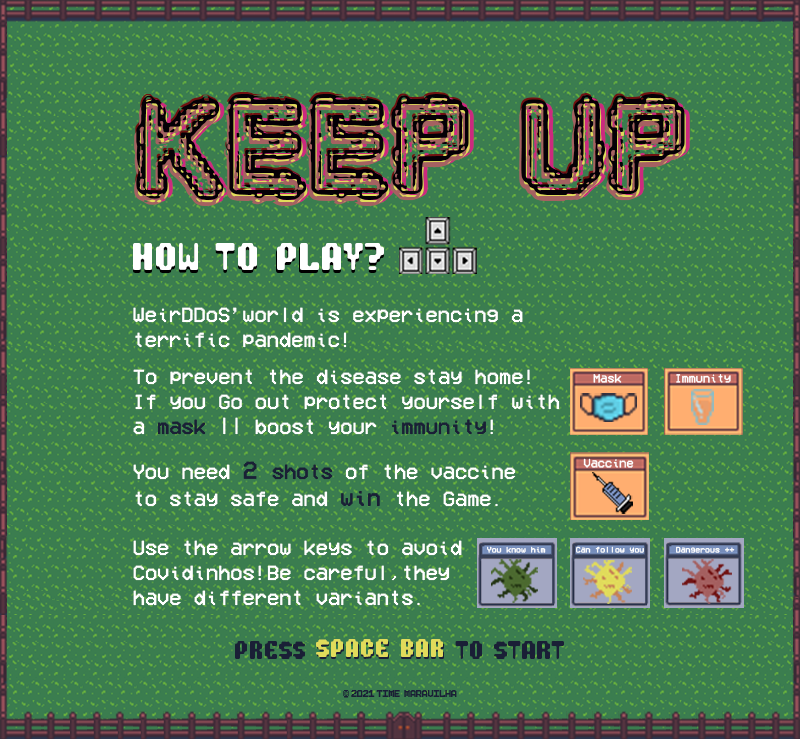 KEEP UP
HOW TO PLAY?
WeirDDoS'world is experiencing a
terrific pandemic!
To prevent the disease stay home!
If you Go out protect yourself with
a mask || boost your immunity!
Mask
Immunity
You need 2 shots of the vaccine
to stay safe and win the Game.
Vaccine
Use the arrow keys to avoid
Covidinhos!Be careful,they
have different variants.
You know him
Can follow you
Dangerous ++
PRESS SPACE BAR TO START
©2021 TIME MARAVILHA